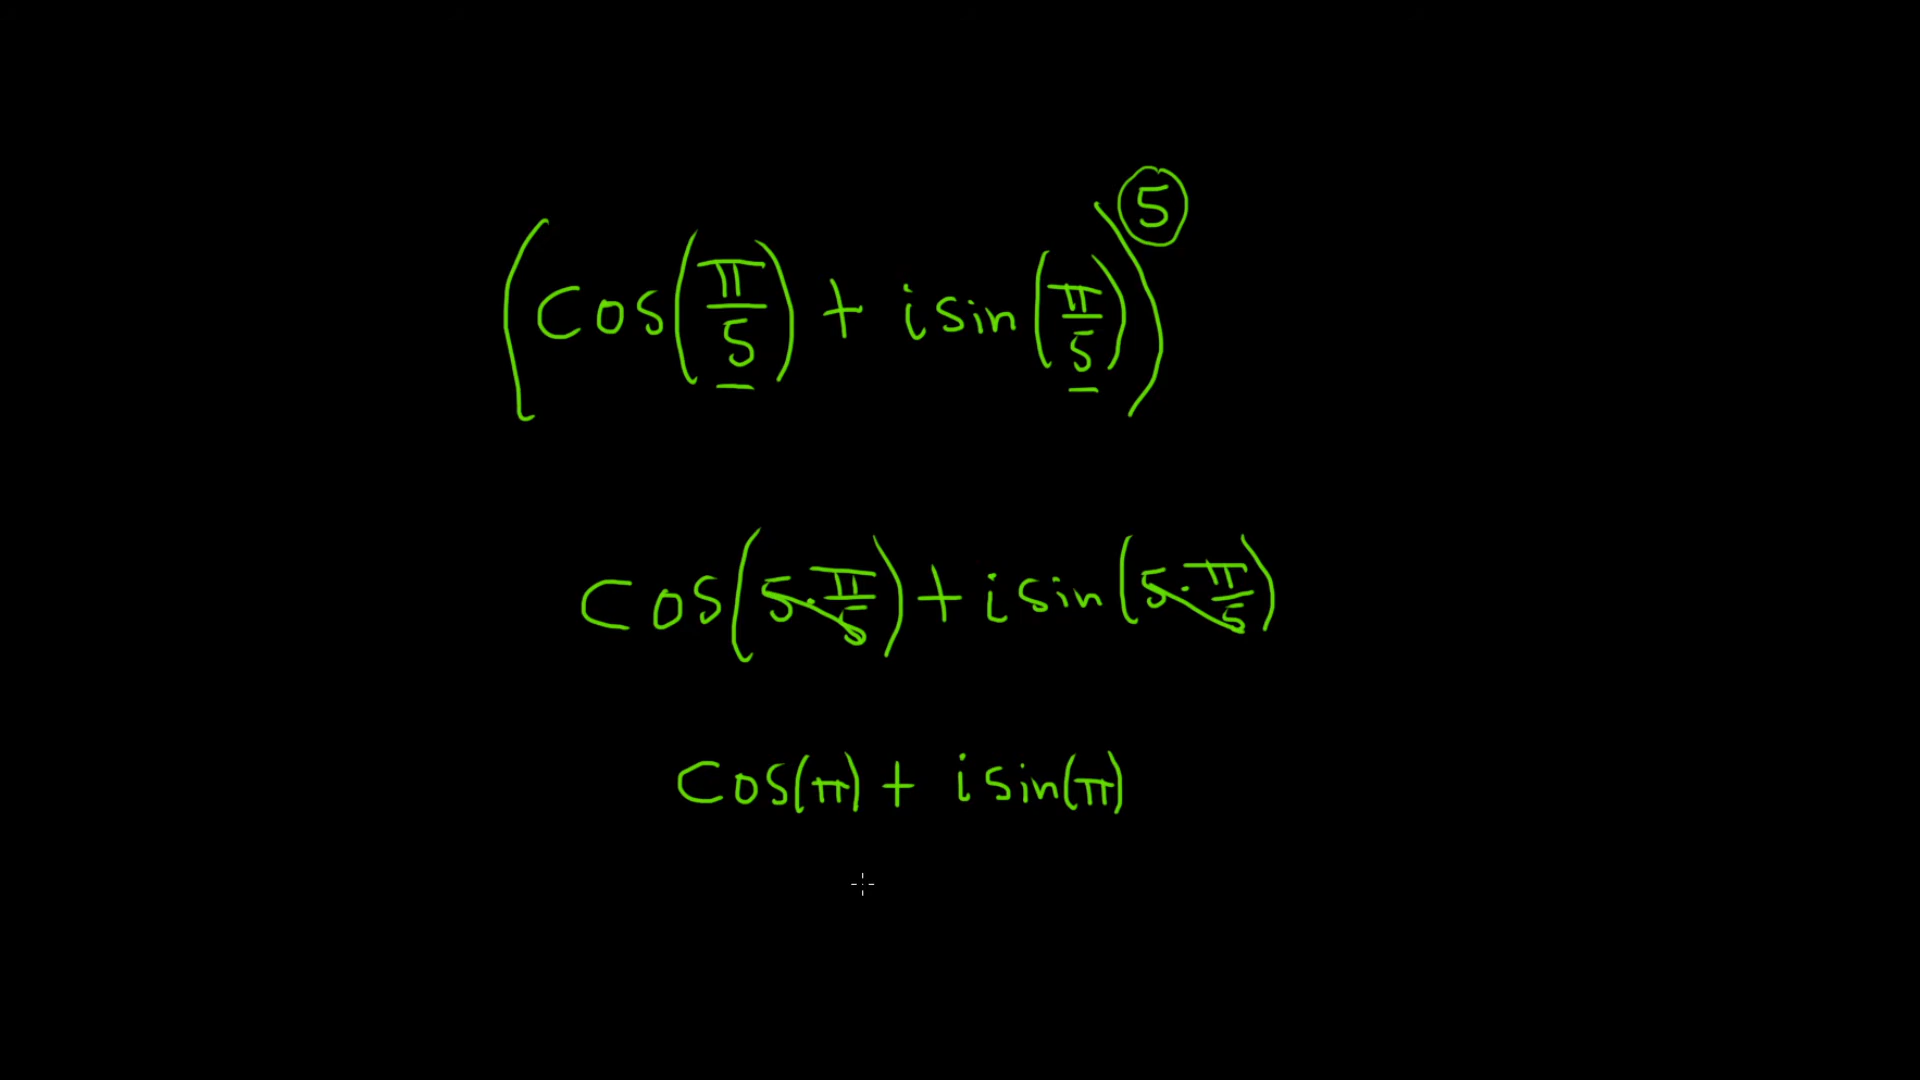 (cos(π/5) + i sin(π/5))^5
cos(5·π/5) + i sin(5·π/5)
cos(π) + i sin(π)